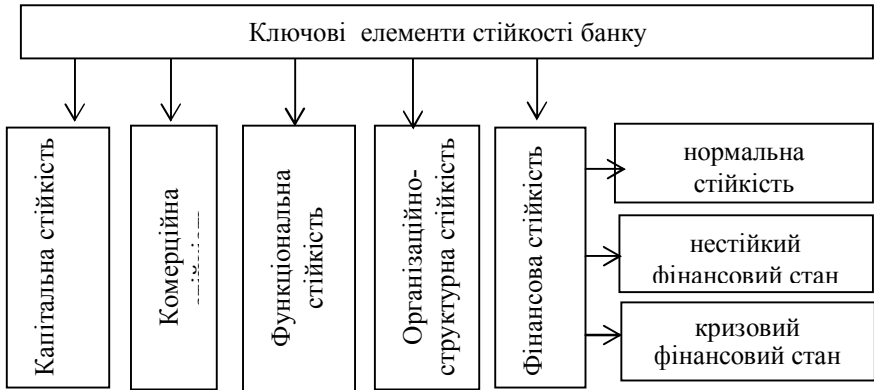 Ключові елементи стійкості банку
Капітальна стійкість
Комерційна
Функціональна
стійкість
Організаційно-
структурна стійкість
Фінансова стійкість
нормальна
стійкість
нестійкий
фінансовий стан
кризовий
фінансовий стан